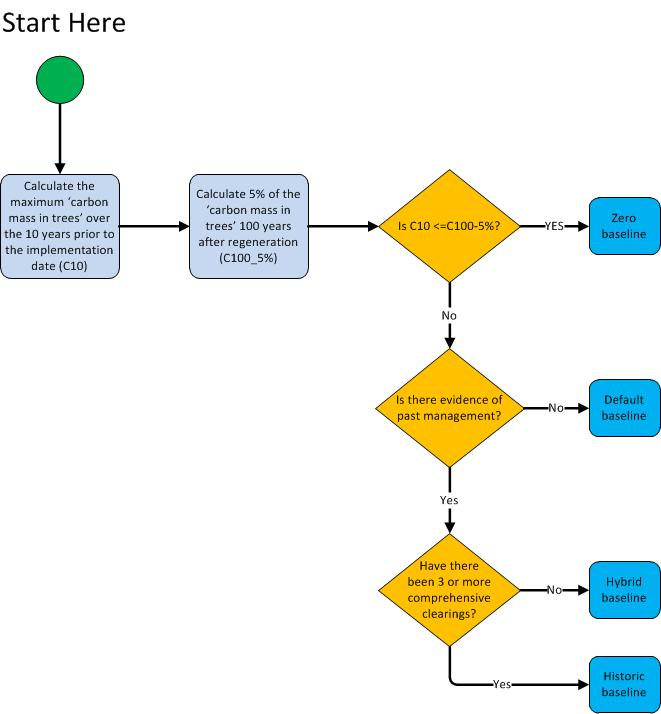 Start Here
Calculate the
maximum ‘carbon
mass in trees’ over
the 10 years prior to
the implementation
date (C10)
Calculate 5% of the
‘carbon mass in
trees’ 100 years
after regeneration
(C100_5%)
Is C10 <=C100-5%?
YES
Zero
baseline
No
Is there evidence of
past management?
No
Default
baseline
Yes
Have there
been 3 or more
comprehensive
clearings?
No
Hybrid
baseline
Yes
Historic
baseline